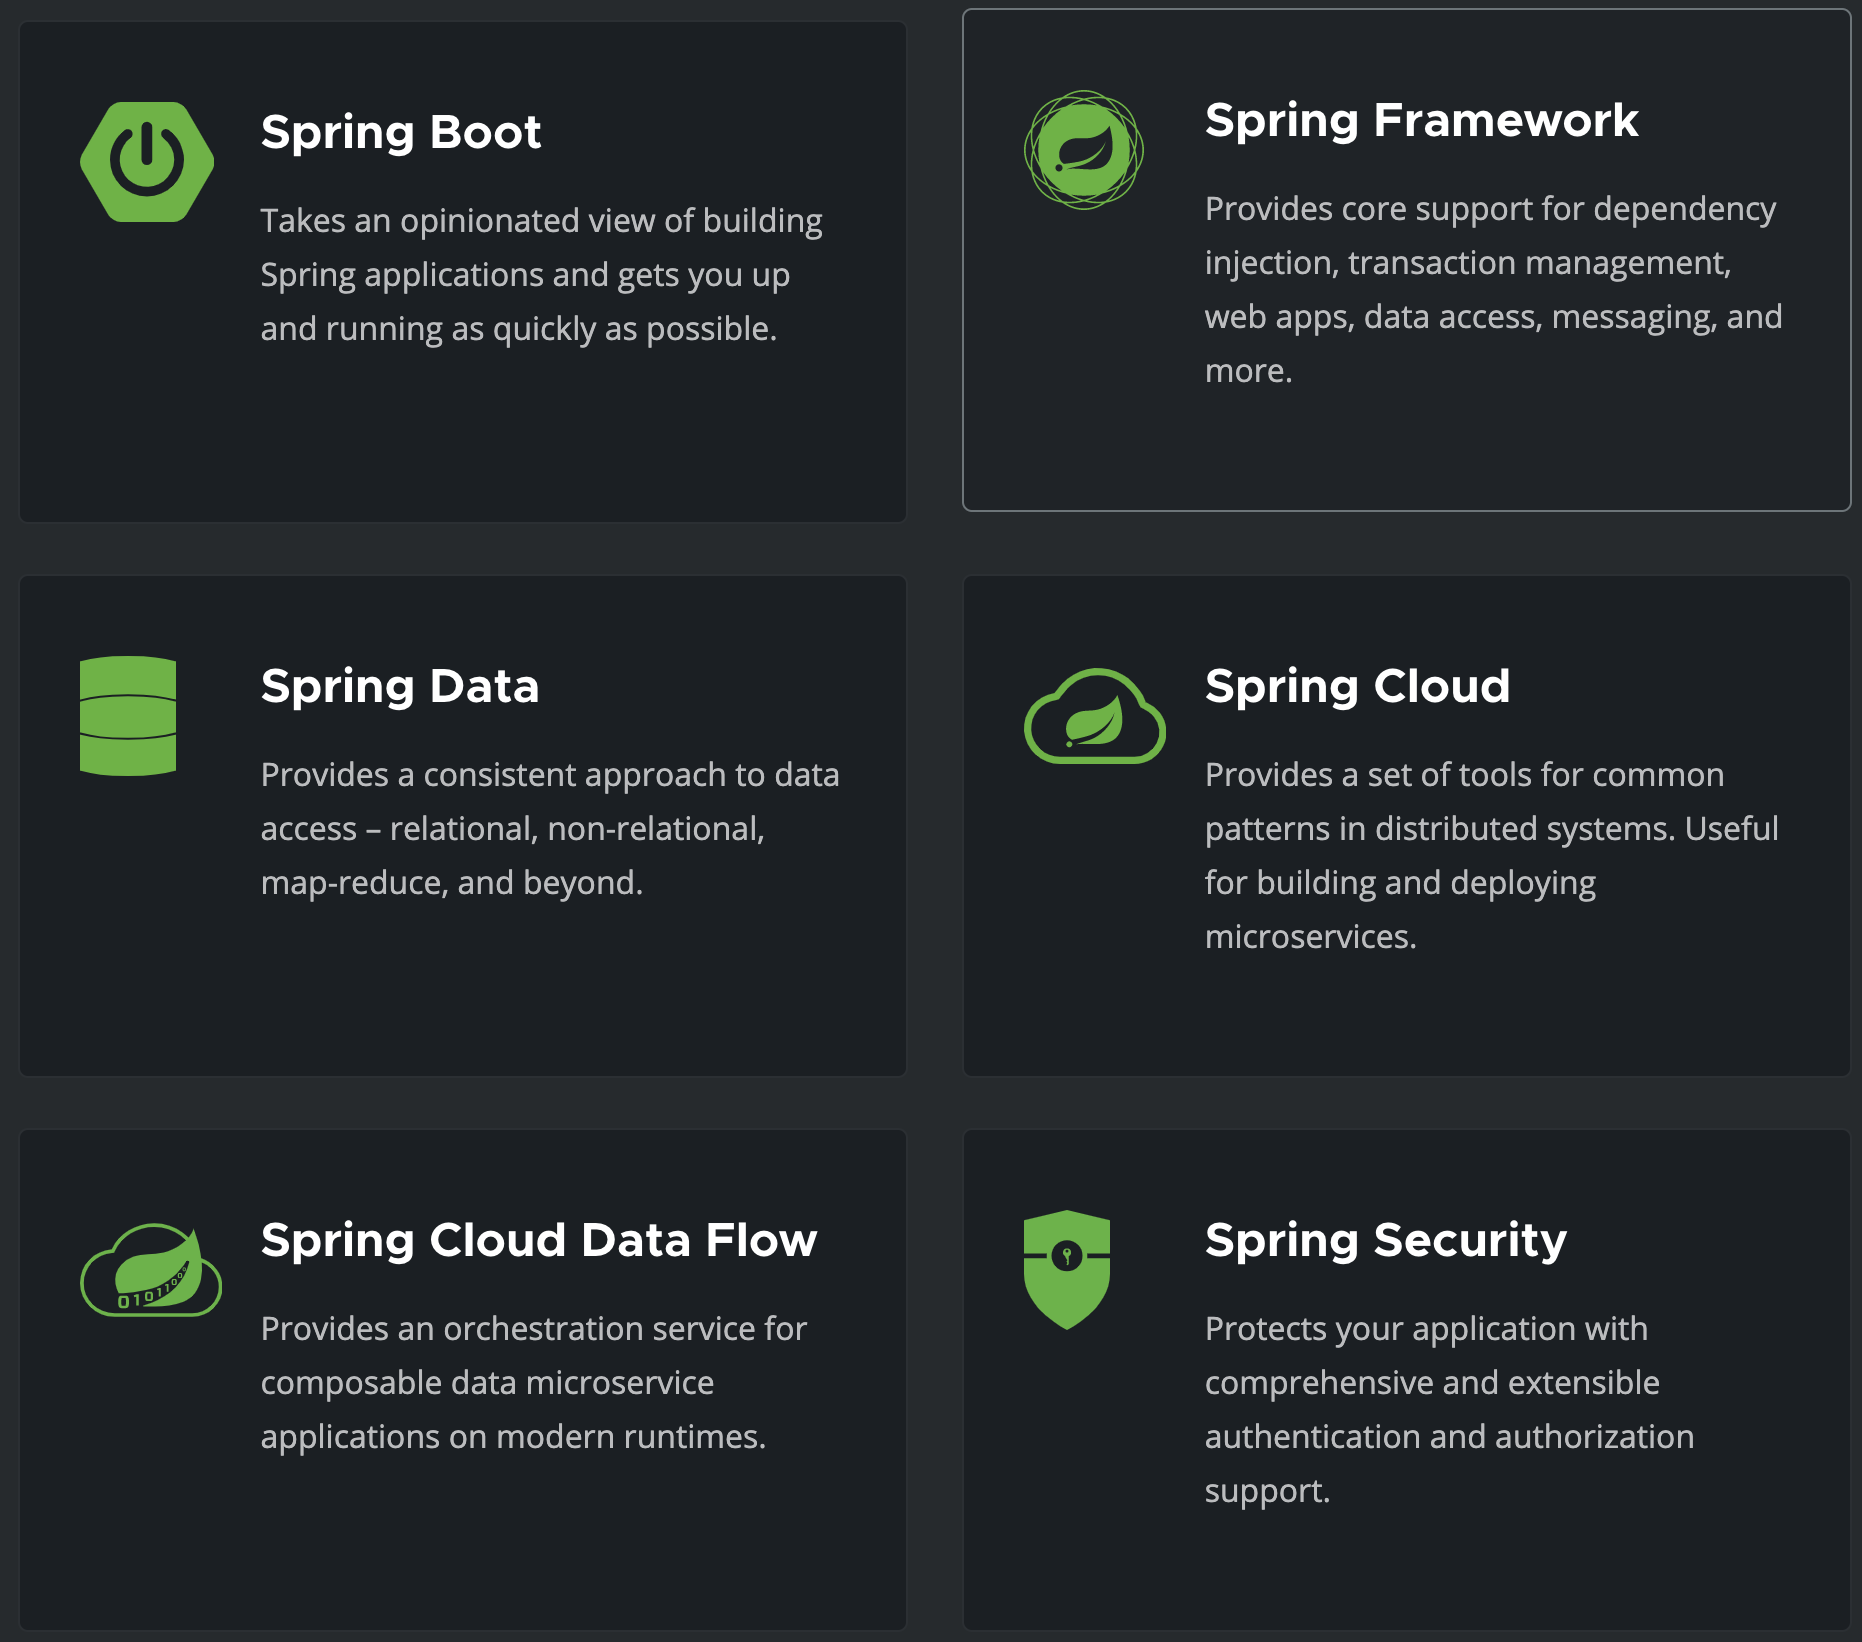 Spring Boot
Takes an opinionated view of building
Spring applications and gets you up
and running as quickly as possible.
Spring Framework
Provides core support for dependency
injection, transaction management,
web apps, data access, messaging, and
more.
Spring Data
Provides a consistent approach to data
access – relational, non-relational,
map-reduce, and beyond.
Spring Cloud
Provides a set of tools for common
patterns in distributed systems. Useful
for building and deploying
microservices.
Spring Cloud Data Flow
0101100
Provides an orchestration service for
composable data microservice
applications on modern runtimes.
Spring Security
Protects your application with
comprehensive and extensible
authentication and authorization
support.